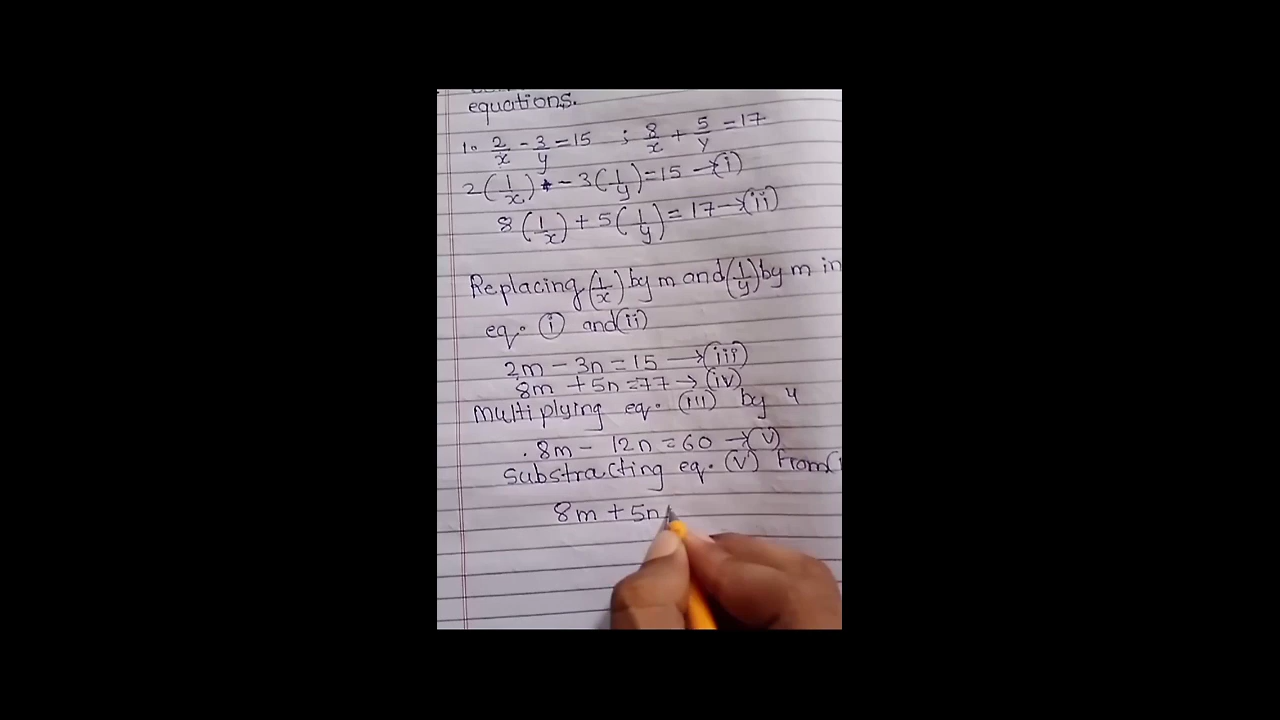 equations.
1. 2/x - 3/y = 15 ; 8/x + 5/y = 17
2(1/x) - 3(1/y) = 15 → (i)
8(1/x) + 5(1/y) = 17 → (ii)
Replacing (1/x) by m and (1/y) by m in
eq. (i) and (ii)
2m - 3n = 15 → (iii)
8m + 5n = 77 → (iv)
Multiplying eq. (iii) by 4
8m - 12n = 60 → (v)
Substracting eq. (v) from
8m + 5n